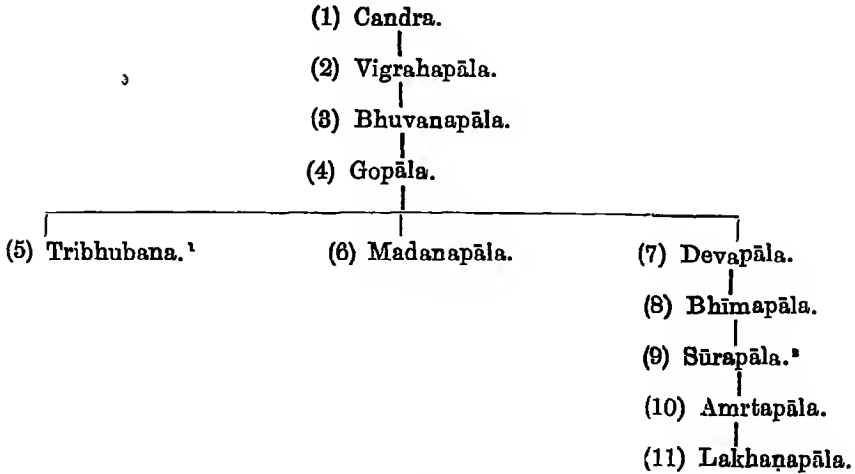 (1) Candra.
(2) Vigrahapāla.
(3) Bhuvanapāla.
(4) Gopāla.
(5) Tribhubana.¹ (6) Madanapāla. (7) Devapāla.
(8) Bhīmapāla.
(9) Sūrapāla.²
(10) Amrtapāla.
(11) Lakhaṇapāla.